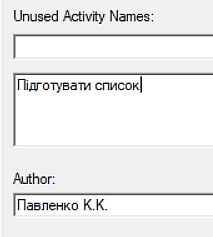 Unused Activity Names:
Підготувати список
Author:
Павленко К.К.